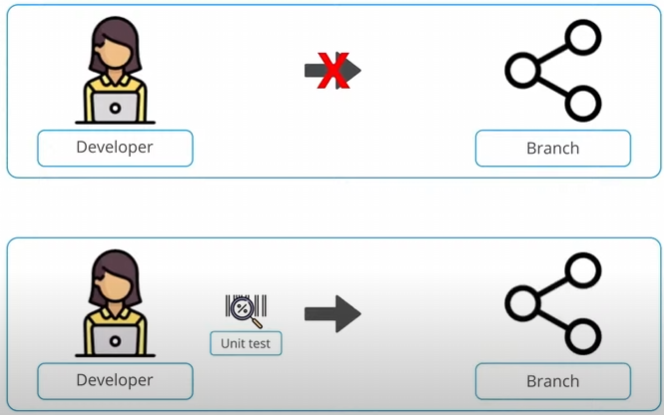 Developer
Branch
Unit test
Developer
Branch